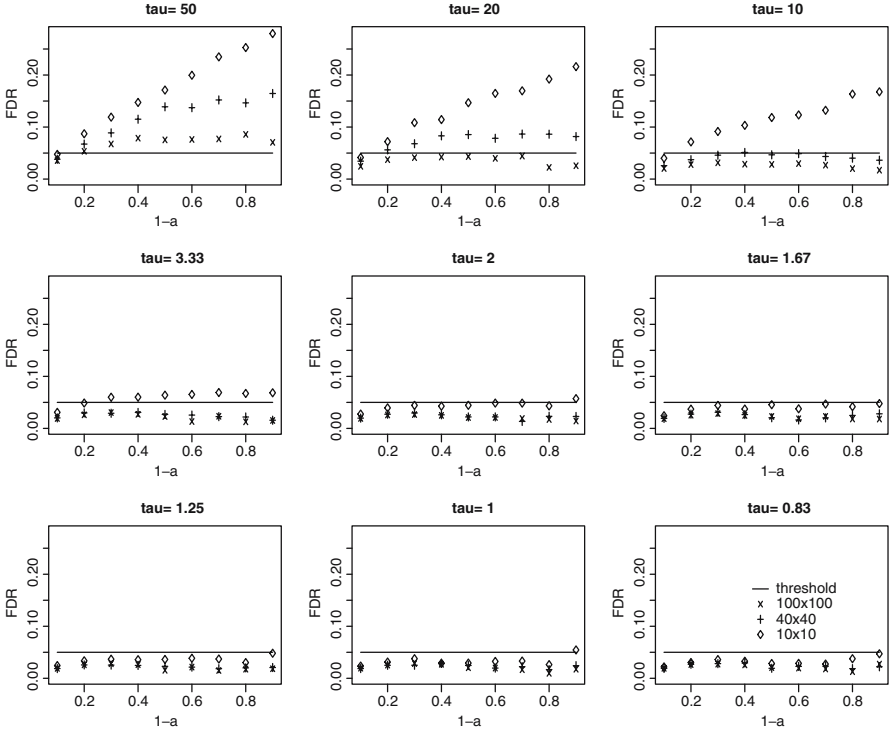 tau= 50
tau= 20
tau= 10
FDR
0.00 0.10 0.20
0.2 0.4 0.6 0.8
1−a
FDR
0.00 0.10 0.20
0.2 0.4 0.6 0.8
1−a
FDR
0.00 0.10 0.20
0.2 0.4 0.6 0.8
1−a
tau= 3.33
tau= 2
tau= 1.67
FDR
0.00 0.10 0.20
0.2 0.4 0.6 0.8
1−a
FDR
0.00 0.10 0.20
0.2 0.4 0.6 0.8
1−a
FDR
0.00 0.10 0.20
0.2 0.4 0.6 0.8
1−a
tau= 1.25
tau= 1
tau= 0.83
FDR
0.00 0.10 0.20
0.2 0.4 0.6 0.8
1−a
FDR
0.00 0.10 0.20
0.2 0.4 0.6 0.8
1−a
FDR
0.00 0.10 0.20
threshold
100x100
40x40
10x10
0.2 0.4 0.6 0.8
1−a